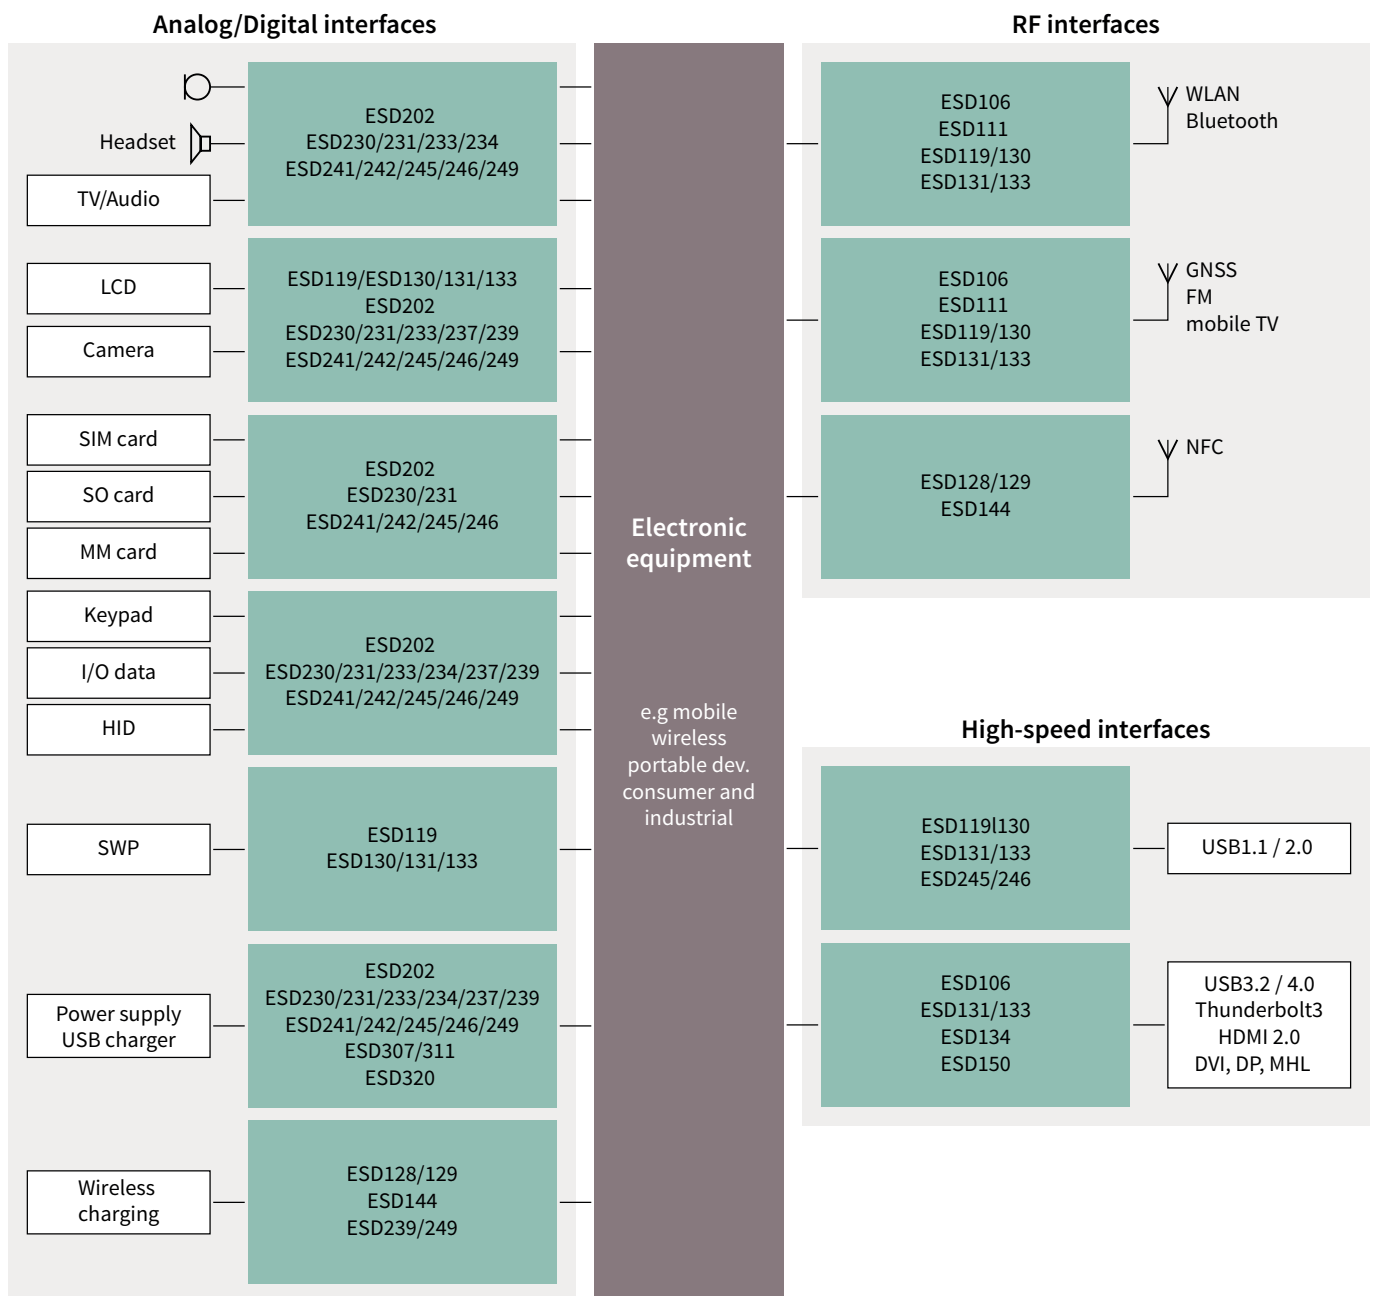 Analog/Digital interfaces
Headset
TV/Audio
ESD202
ESD230/231/233/234
ESD241/242/245/246/249
LCD
Camera
ESD119/ESD130/131/133
ESD202
ESD230/231/233/237/239
ESD241/242/245/246/249
SIM card
SO card
MM card
ESD202
ESD230/231
ESD241/242/245/246
Keypad
I/O data
HID
ESD202
ESD230/231/233/234/237/239
ESD241/242/245/246/249
SWP
ESD119
ESD130/131/133
Power supply
USB charger
ESD202
ESD230/231/233/234/237/239
ESD241/242/245/246/249
ESD307/311
ESD320
Wireless
charging
ESD128/129
ESD144
ESD239/249
Electronic
equipment
e.g mobile
wireless
portable dev.
consumer and
industrial
RF interfaces
ESD106
ESD111
ESD119/130
ESD131/133
WLAN
Bluetooth
ESD106
ESD111
ESD119/130
ESD131/133
GNSS
FM
mobile TV
ESD128/129
ESD144
NFC
High-speed interfaces
ESD119l130
ESD131/133
ESD245/246
USB1.1 / 2.0
ESD106
ESD131/133
ESD134
ESD150
USB3.2 / 4.0
Thunderbolt3
HDMI 2.0
DVI, DP, MHL